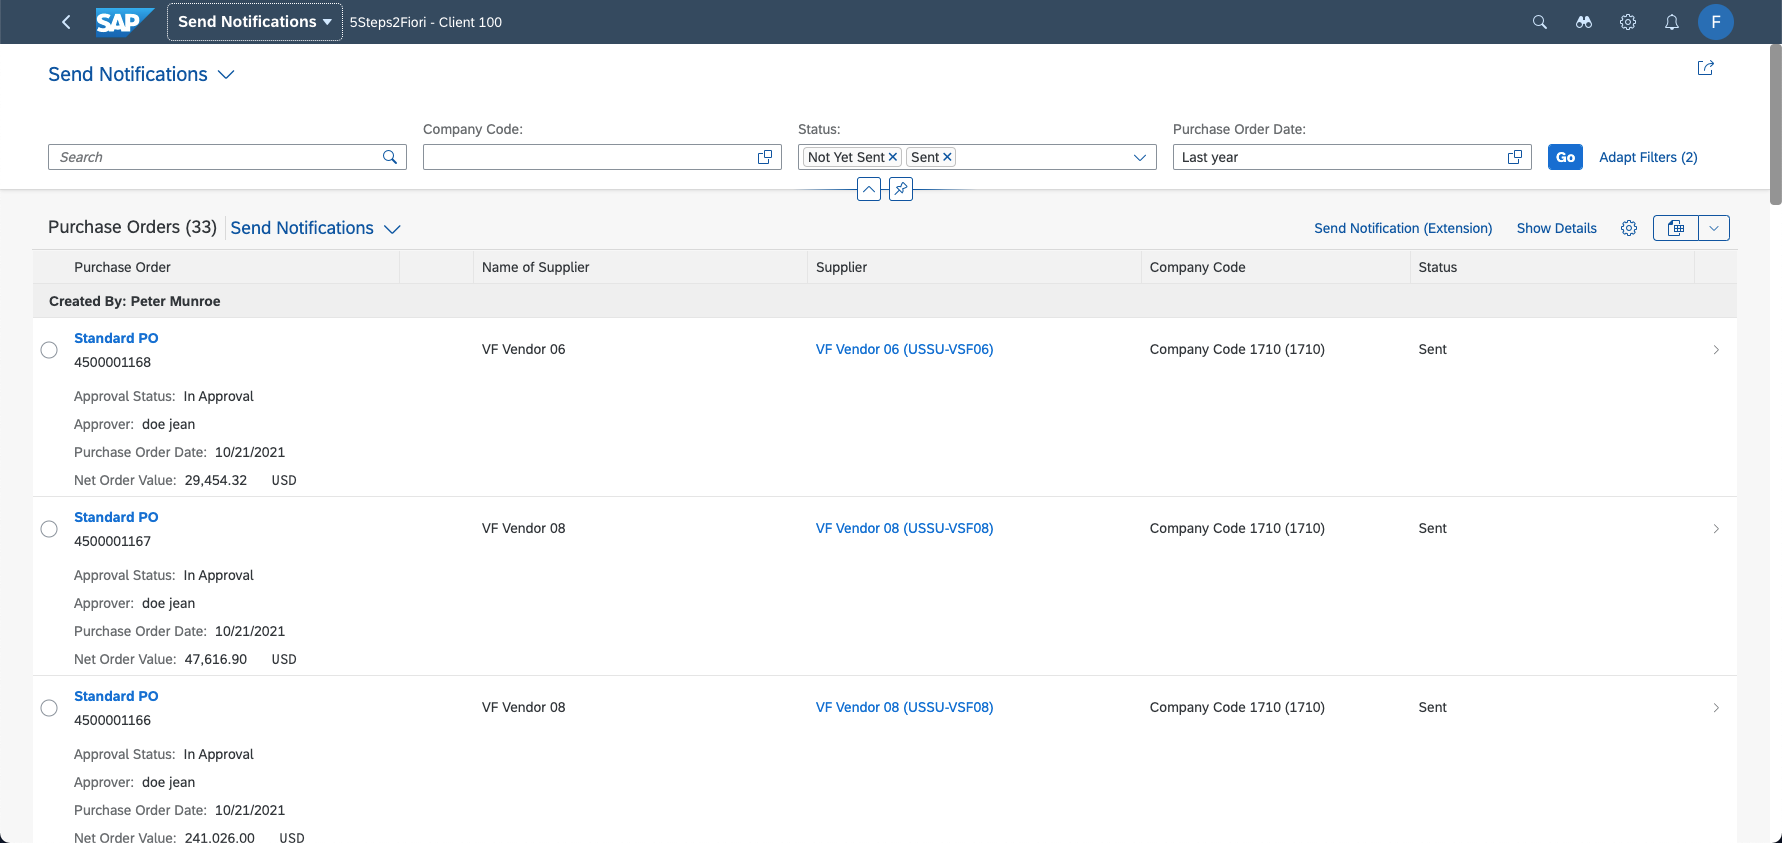 SAP Send Notifications 5Steps2Fiori - Client 100 F
Send Notifications
Company Code: Status: Purchase Order Date:
Search Not Yet Sent Sent Last year Go Adapt Filters (2)
Purchase Orders (33) Send Notifications Send Notification (Extension) Show Details
Purchase Order Name of Supplier Supplier Company Code Status
Created By: Peter Munroe
Standard PO
VF Vendor 06 VF Vendor 06 (USSU-VSF06) Company Code 1710 (1710) Sent
4500001168
Approval Status: In Approval
Approver: doe jean
Purchase Order Date: 10/21/2021
Net Order Value: 29,454.32 USD
Standard PO
VF Vendor 08 VF Vendor 08 (USSU-VSF08) Company Code 1710 (1710) Sent
4500001167
Approval Status: In Approval
Approver: doe jean
Purchase Order Date: 10/21/2021
Net Order Value: 47,616.90 USD
Standard PO
VF Vendor 08 VF Vendor 08 (USSU-VSF08) Company Code 1710 (1710) Sent
4500001166
Approval Status: In Approval
Approver: doe jean
Purchase Order Date: 10/21/2021
Net Order Value: 241,026.00 USD